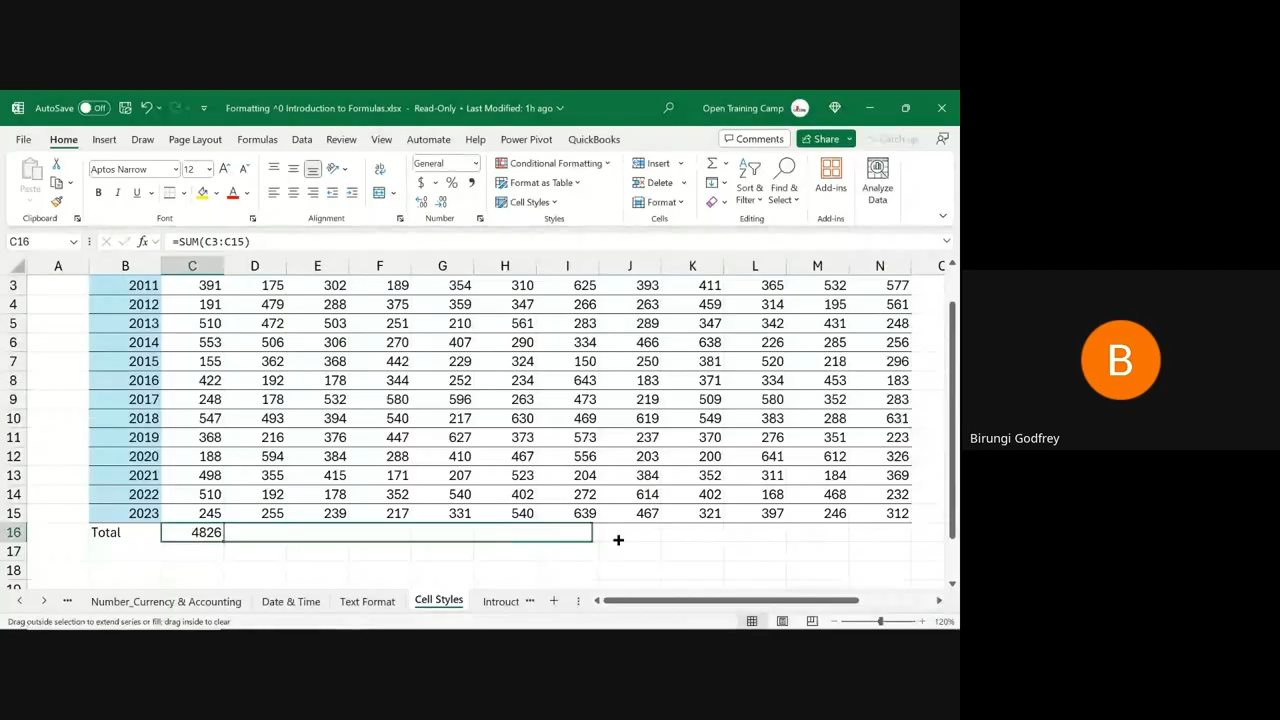 AutoSave Off Formatting ^0 Introduction to Formulas.xlsx - Read-Only • Last Modified: 1h ago Open Training Camp
File Home Insert Draw Page Layout Formulas Data Review View Automate Help Power Pivot QuickBooks Comments Share Catch up
Paste Aptos Narrow 12 General Conditional Formatting Insert
B I U $ % , Format as Table Delete Sort & Filter Find & Select Add-ins Analyze Data
Cell Styles Format
Clipboard Font Alignment Number Styles Cells Editing Add-ins
C16 fx =SUM(C3:C15)
A B C D E F G H I J K L M N
3 2011 391 175 302 189 354 310 625 393 411 365 532 577
4 2012 191 479 288 375 359 347 266 263 459 314 195 561
5 2013 510 472 503 251 210 561 283 289 347 342 431 248
6 2014 553 506 306 270 407 290 334 466 638 226 285 256
7 2015 155 362 368 442 229 324 150 250 381 520 218 296
8 2016 422 192 178 344 252 234 643 183 371 334 453 183
9 2017 248 178 532 580 596 263 473 219 509 580 352 283
10 2018 547 493 394 540 217 630 469 619 549 383 288 631
11 2019 368 216 376 447 627 373 573 237 370 276 351 223
12 2020 188 594 384 288 410 467 556 203 200 641 612 326
13 2021 498 355 415 171 207 523 204 384 352 311 184 369
14 2022 510 192 178 352 540 402 272 614 402 168 468 232
15 2023 245 255 239 217 331 540 639 467 321 397 246 312
16 Total 4826
17
18
Number_Currency & Accounting Date & Time Text Format Cell Styles Introuct
Drag outside selection to extend series or fill; drag inside to clear 120%
B
Birungi Godfrey